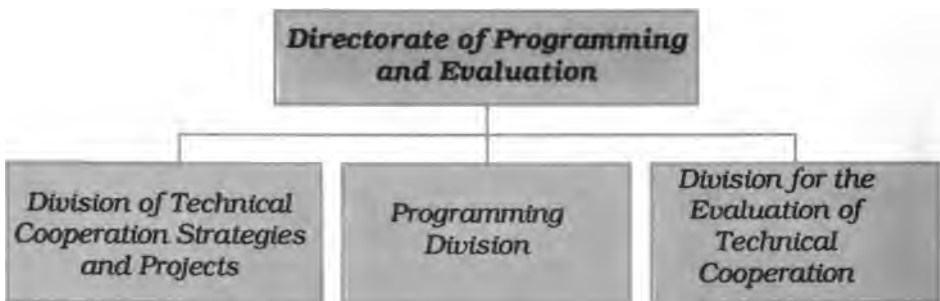 Directorate of Programming
and Evaluation
Division of Technical
Cooperation Strategies
and Projects
Programming
Division
Division for the
Evaluation of
Technical
Cooperation